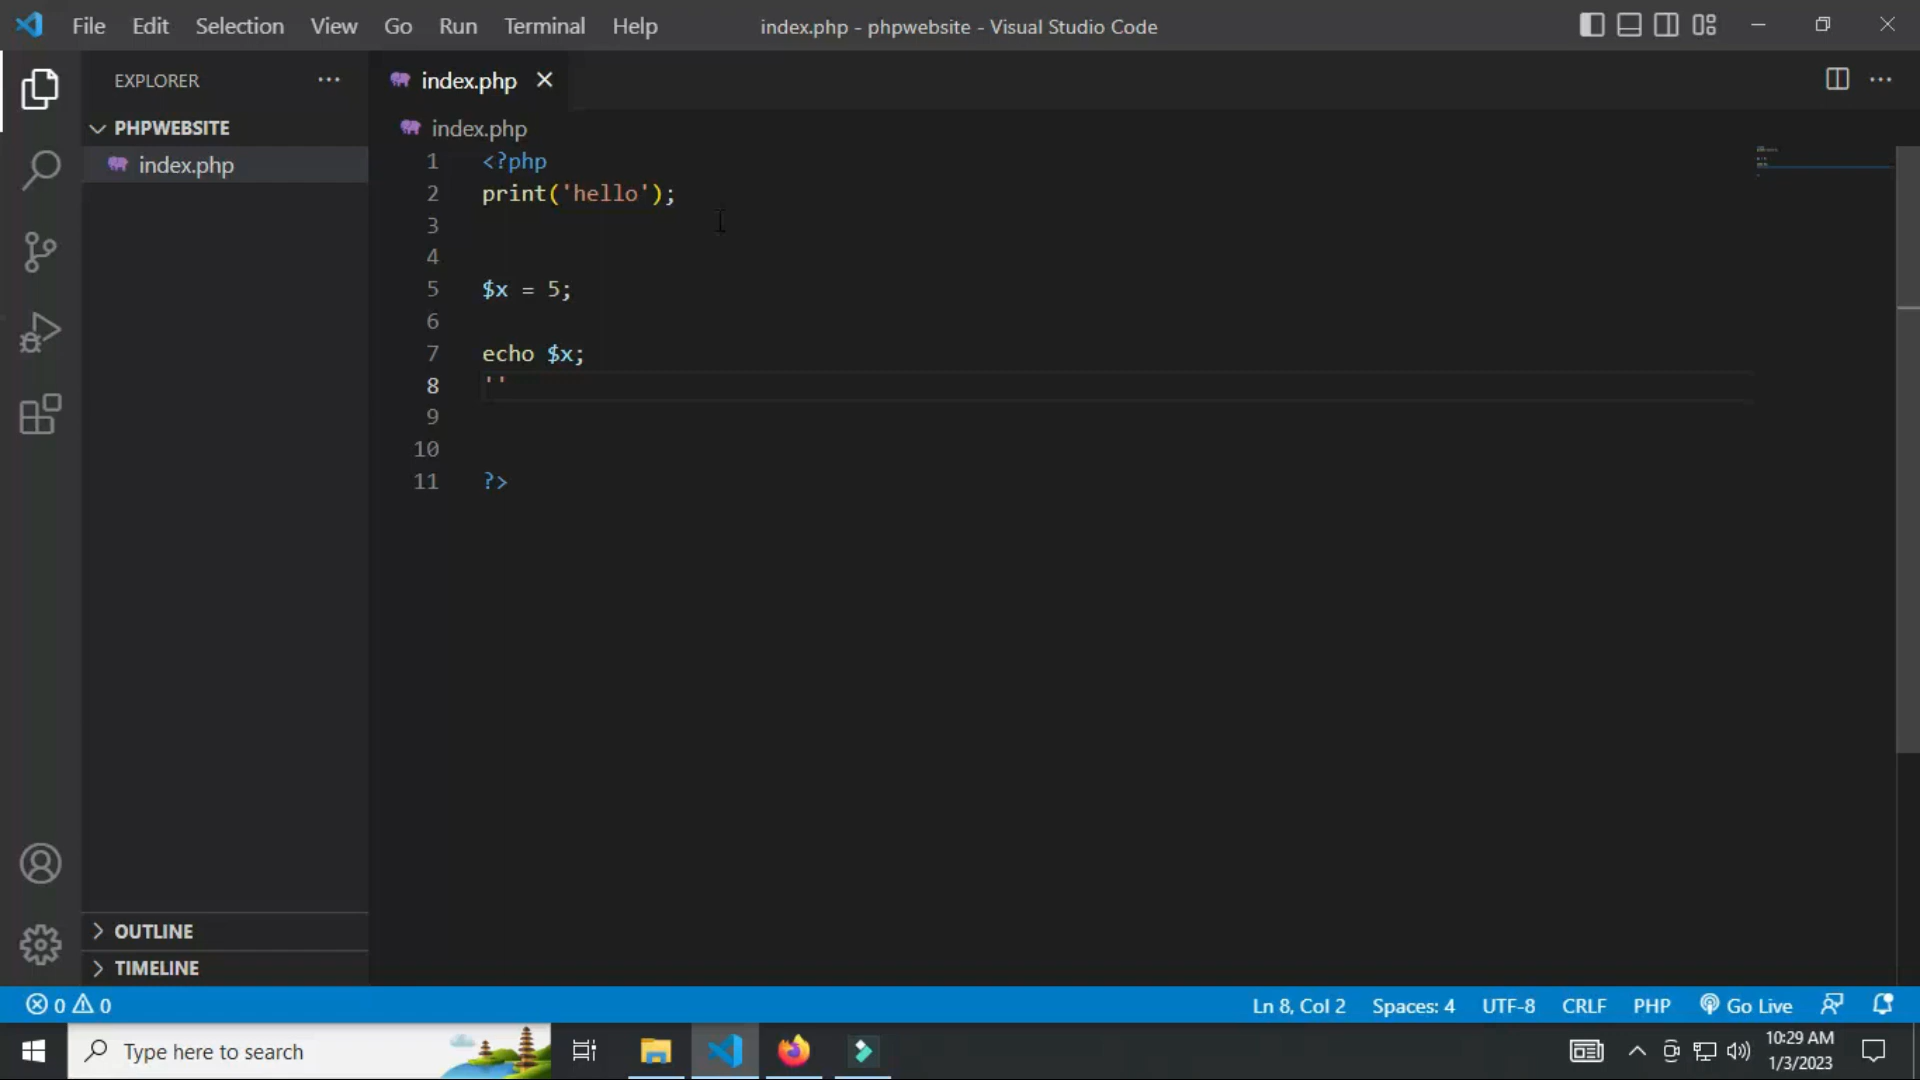 File Edit Selection View Go Run Terminal Help index.php - phpwebsite - Visual Studio Code
EXPLORER
index.php
PHPWEBSITE
index.php
index.php
1 <?php
2 print('hello');
3
4
5 $x = 5;
6
7 echo $x;
8 ''
9
10
11 ?>
OUTLINE
TIMELINE
0 0 Ln 8, Col 2 Spaces: 4 UTF-8 CRLF PHP Go Live
Type here to search
10:29 AM
1/3/2023